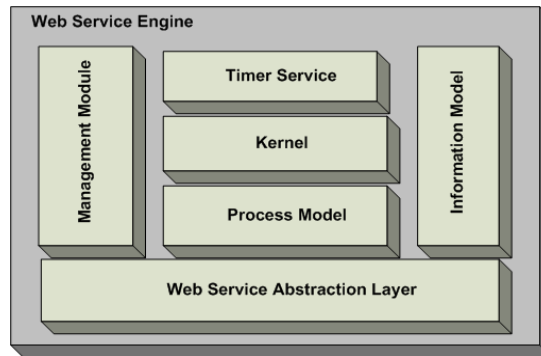 Web Service Engine
Management Module
Timer Service
Kernel
Process Model
Information Model
Web Service Abstraction Layer